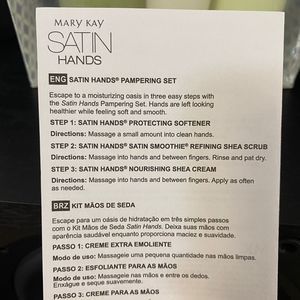 MARY KAY
SATIN
HANDS
ENG SATIN HANDS® PAMPERING SET
Escape to a moisturizing oasis in three easy steps with
the Satin Hands Pampering Set. Hands are left looking
healthier while feeling soft and smooth.
STEP 1: SATIN HANDS® PROTECTING SOFTENER
Directions: Massage a small amount into clean hands.
STEP 2: SATIN HANDS® SATIN SMOOTHIE® REFINING SHEA SCRUB
Directions: Massage into hands and between fingers. Rinse and pat dry.
STEP 3: SATIN HANDS® NOURISHING SHEA CREAM
Directions: Massage into hands and between fingers. Apply as often
as needed.
BRZ KIT MÃOS DE SEDA
Escape para um oásis de hidratação em três simples passos
com o Kit Mãos de Seda Satin Hands. Deixa suas mãos com
aparência saudável enquanto proporciona maciez e suavidade.
PASSO 1: CREME EXTRA EMOLIENTE
Modo de uso: Massageie uma pequena quantidade nas mãos limpas.
PASSO 2: ESFOLIANTE PARA AS MÃOS
Modo de uso: Massageie nas mãos e entre os dedos.
Enxágue e seque suavemente.
PASSO 3: CREME PARA AS MÃOS